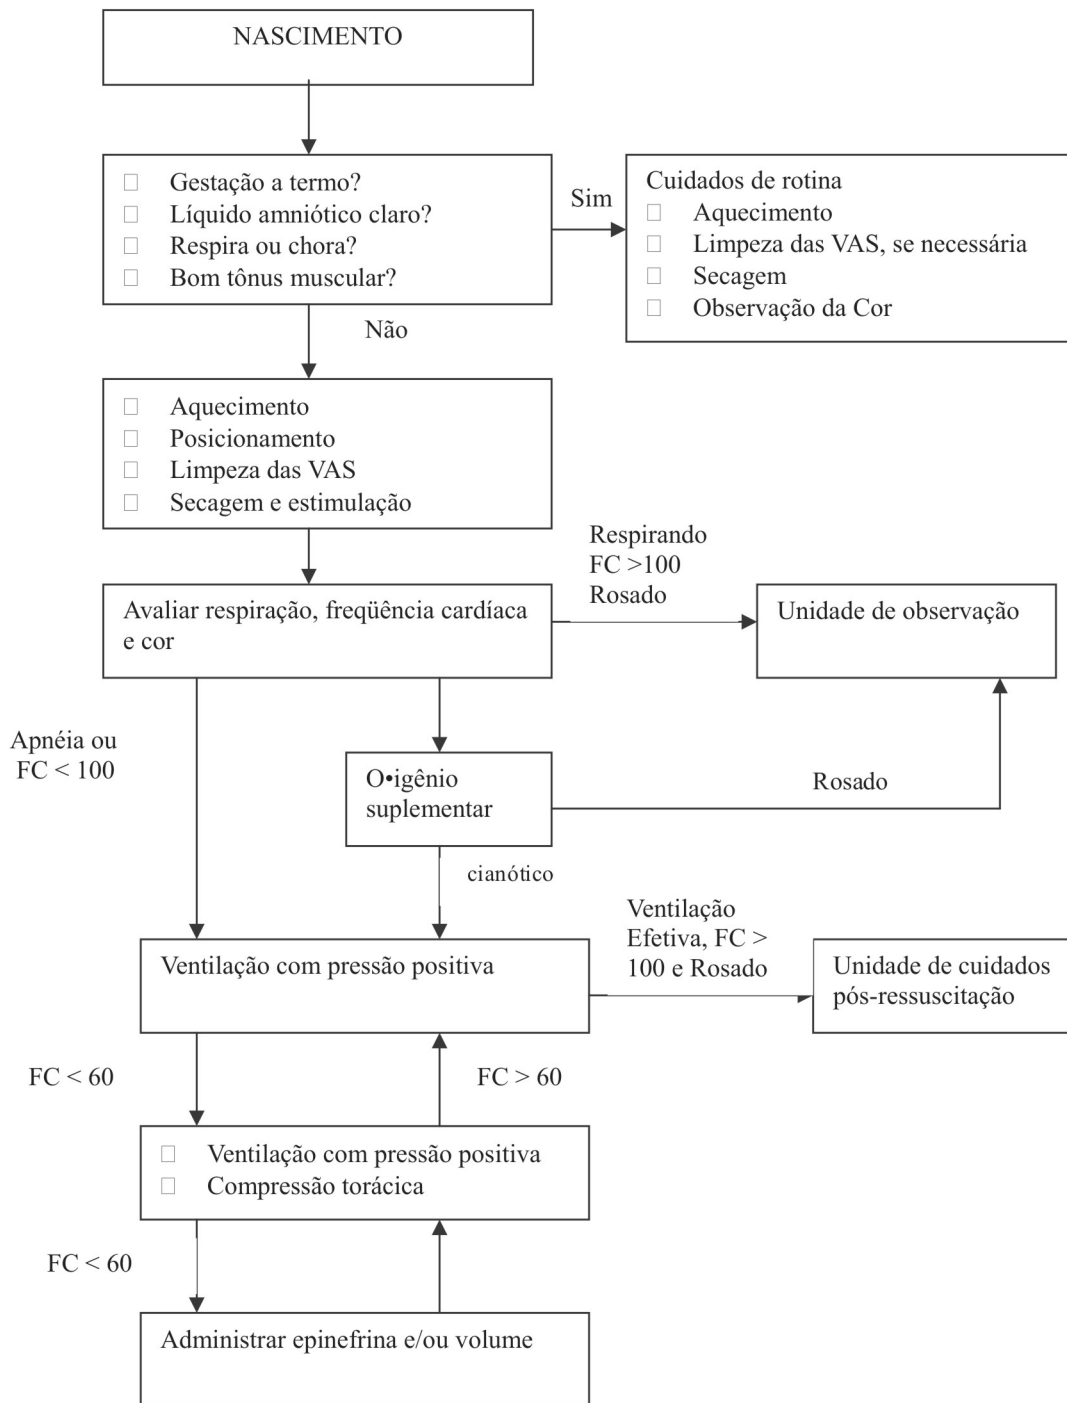 NASCIMENTO
Gestação a termo?
Líquido amniótico claro?
Respira ou chora?
Bom tônus muscular?
Sim
Cuidados de rotina
Aquecimento
Limpeza das VAS, se necessária
Secagem
Observação da Cor
Não
Aquecimento
Posicionamento
Limpeza das VAS
Secagem e estimulação
Respirando
FC >100
Rosado
Avaliar respiração, freqüência cardíaca
e cor
Unidade de observação
Apnéia ou
FC < 100
O•igênio
suplementar
Rosado
cianótico
Ventilação
Efetiva, FC >
100 e Rosado
Ventilação com pressão positiva
Unidade de cuidados
pós-ressuscitação
FC < 60
FC > 60
Ventilação com pressão positiva
Compressão torácica
FC < 60
Administrar epinefrina e/ou volume